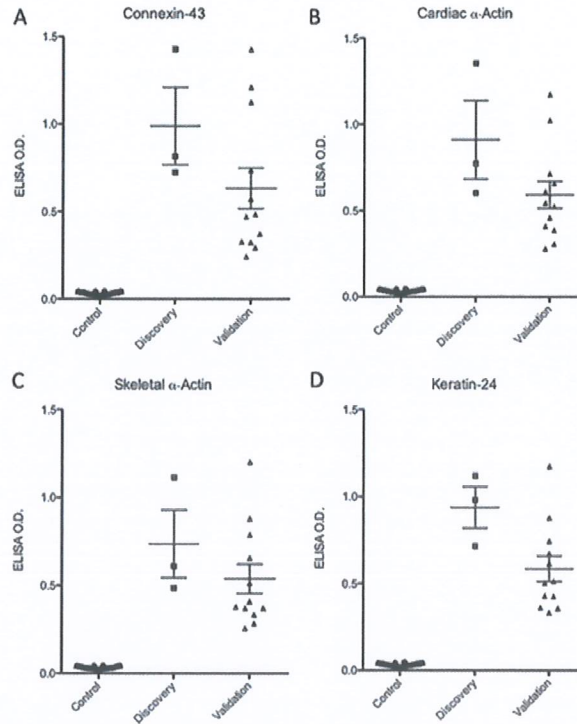 A
Connexin-43
ELISA O.D.
1.5
1.0
0.5
0.0
Control
Discovery
Validation
B
Cardiac α-Actin
ELISA O.D.
1.5
1.0
0.5
0.0
Control
Discovery
Validation
C
Skeletal α-Actin
ELISA O.D.
1.5
1.0
0.5
0.0
Control
Discovery
Validation
D
Keratin-24
ELISA O.D.
1.5
1.0
0.5
0.0
Control
Discovery
Validation